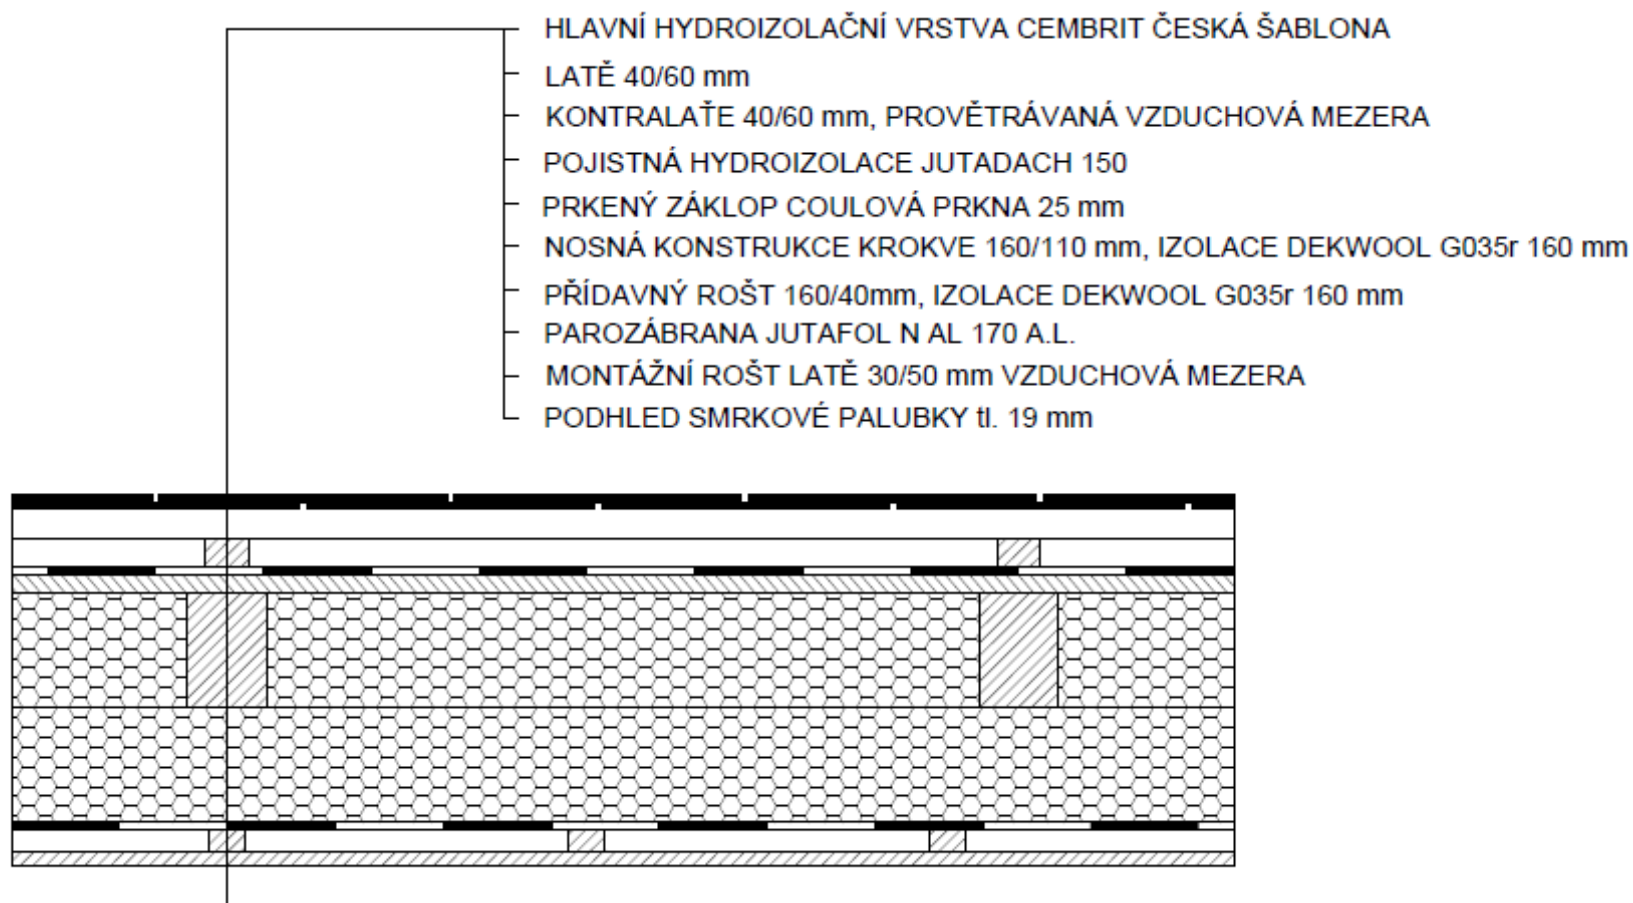 HLAVNÍ HYDROIZOLAČNÍ VRSTVA CEMBRIT ČESKÁ ŠABLONA
LATĚ 40/60 mm
KONTRALAŤE 40/60 mm, PROVĚTRÁVANÁ VZDUCHOVÁ MEZERA
POJISTNÁ HYDROIZOLACE JUTADACH 150
PRKENÝ ZÁKLOP COULOVÁ PRKNA 25 mm
NOSNÁ KONSTRUKCE KROKVE 160/110 mm, IZOLACE DEKWOOL G035r 160 mm
PŘÍDAVNÝ ROŠT 160/40mm, IZOLACE DEKWOOL G035r 160 mm
PAROZÁBRANA JUTAFOL N AL 170 A.L.
MONTÁŽNÍ ROŠT LATĚ 30/50 mm VZDUCHOVÁ MEZERA
PODHLED SMRKOVÉ PALUBKY tl. 19 mm